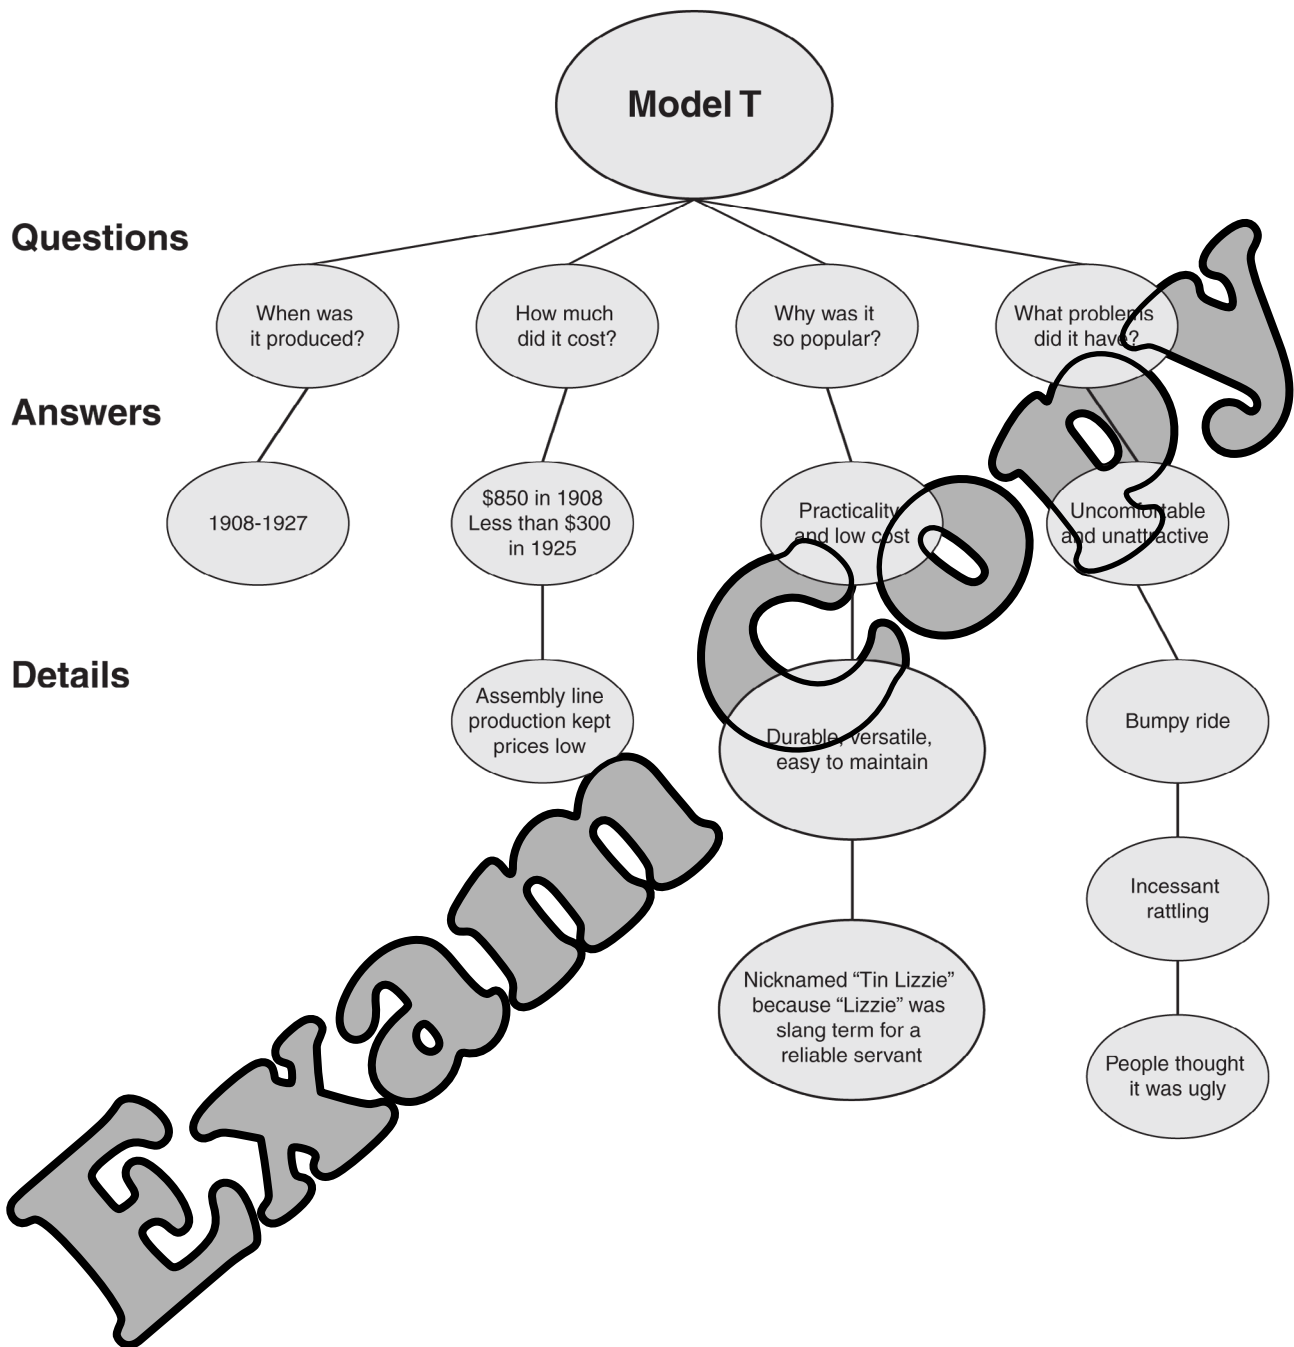 Model T
Questions
When was
it produced?
How much
did it cost?
Why was it
so popular?
What problems
did it have?
Answers
1908-1927
$850 in 1908
Less than $300
in 1925
Practicality
and low cost
Uncomfortable
and unattractive
Details
Assembly line
production kept
prices low
Durable, versatile,
easy to maintain
Bumpy ride
Incessant
rattling
Nicknamed “Tin Lizzie”
because “Lizzie” was
slang term for a
reliable servant
People thought
it was ugly
Exam Copy